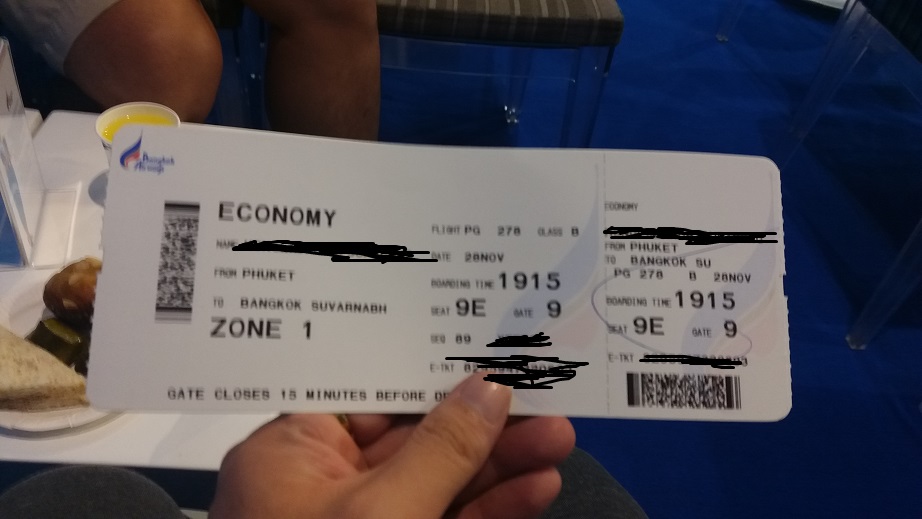 Bangkok
Airways
ECONOMY
NAME
FROM PHUKET
TO BANGKOK SUVARNABH
ZONE 1
FLIGHT PG 278 CLASS B
DATE 28NOV
BOARDING TIME 1915
SEAT 9E GATE 9
SEQ 89
E-TKT
GATE CLOSES 15 MINUTES BEFORE
ECONOMY
FROM PHUKET
TO BANGKOK SU
PG 278 B 28NOV
BOARDING TIME 1915
SEAT 9E GATE 9
E-TKT